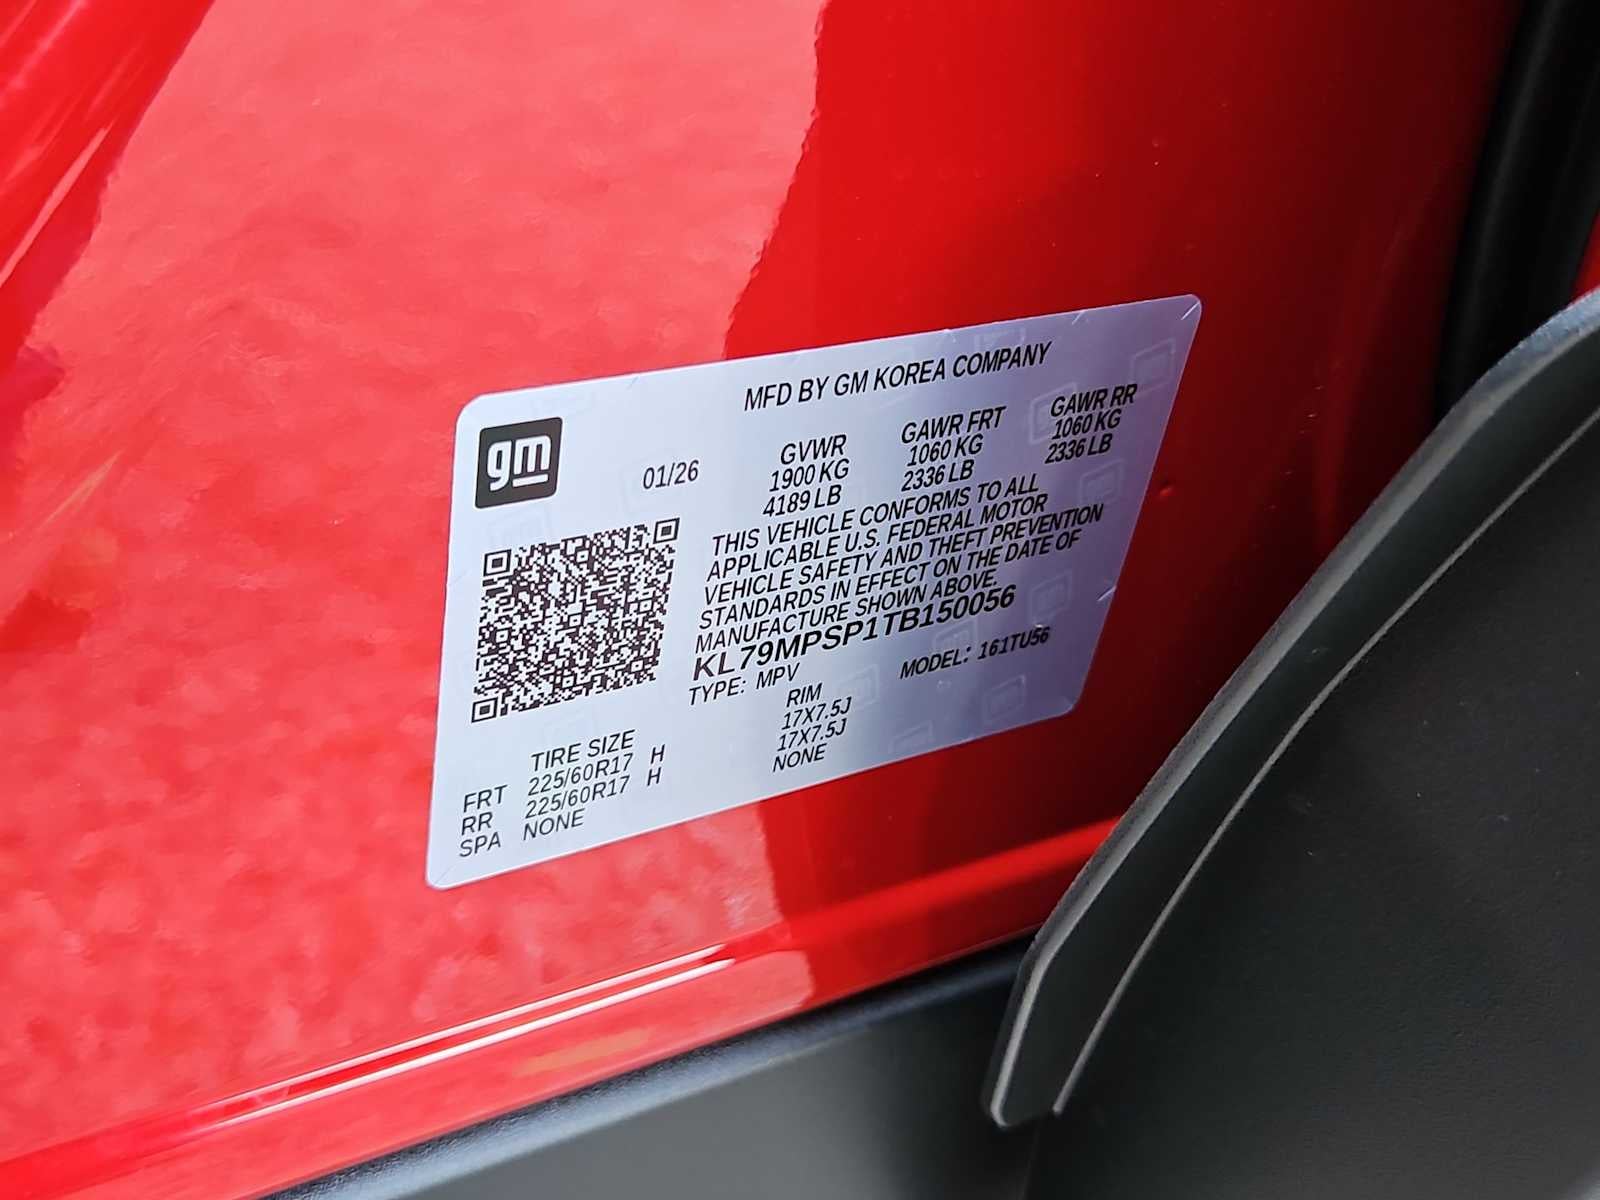 MFD BY GM KOREA COMPANY
gm
01/26
GVWR GAWR FRT GAWR RR
1900 KG 1060 KG 1060 KG
4189 LB 2336 LB 2336 LB
THIS VEHICLE CONFORMS TO ALL
APPLICABLE U.S. FEDERAL MOTOR
VEHICLE SAFETY AND THEFT PREVENTION
STANDARDS IN EFFECT ON THE DATE OF
MANUFACTURE SHOWN ABOVE.
KL79MPSP1TB150056
TYPE: MPV MODEL: 161TU56
TIRE SIZE RIM
FRT 225/60R17 H 17X7.5J
RR 225/60R17 H 17X7.5J
SPA NONE NONE